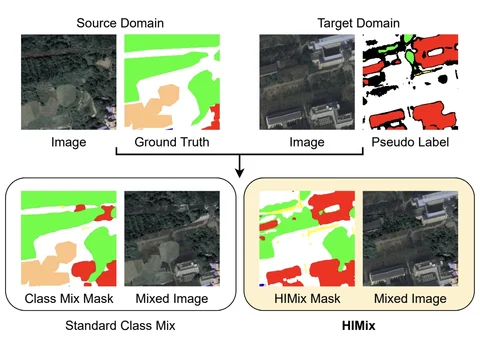 Source Domain
Target Domain
Image
Ground Truth
Image
Pseudo Label
Class Mix Mask
Mixed Image
HIMix Mask
Mixed Image
Standard Class Mix
HIMix